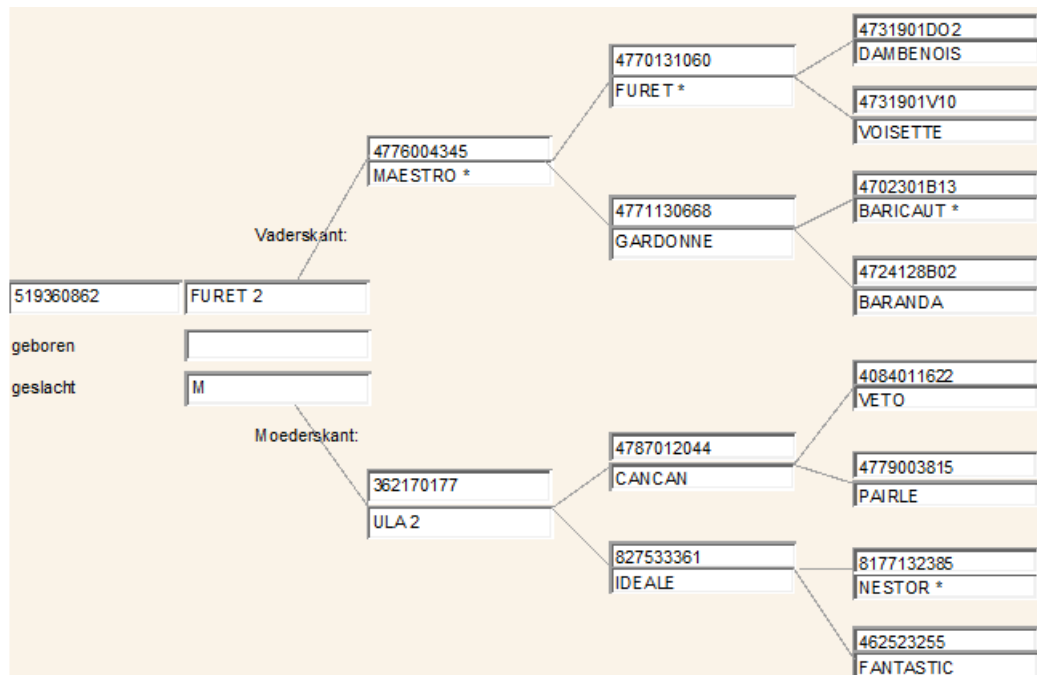 4731901DO2
DAMBENOIS
4770131060
FURET *
4731901V10
VOISETTE
4776004345
MAESTRO *
4702301B13
BARICAUT *
4771130668
GARDONNE
Vaderskant:
4724128B02
BARANDA
519360862
FURET 2
geboren
geslacht
M
4084011622
VETO
Moederskant:
4787012044
CANCAN
4779003815
PAIRLE
362170177
ULA 2
827533361
IDEALE
8177132385
NESTOR *
462523255
FANTASTIC